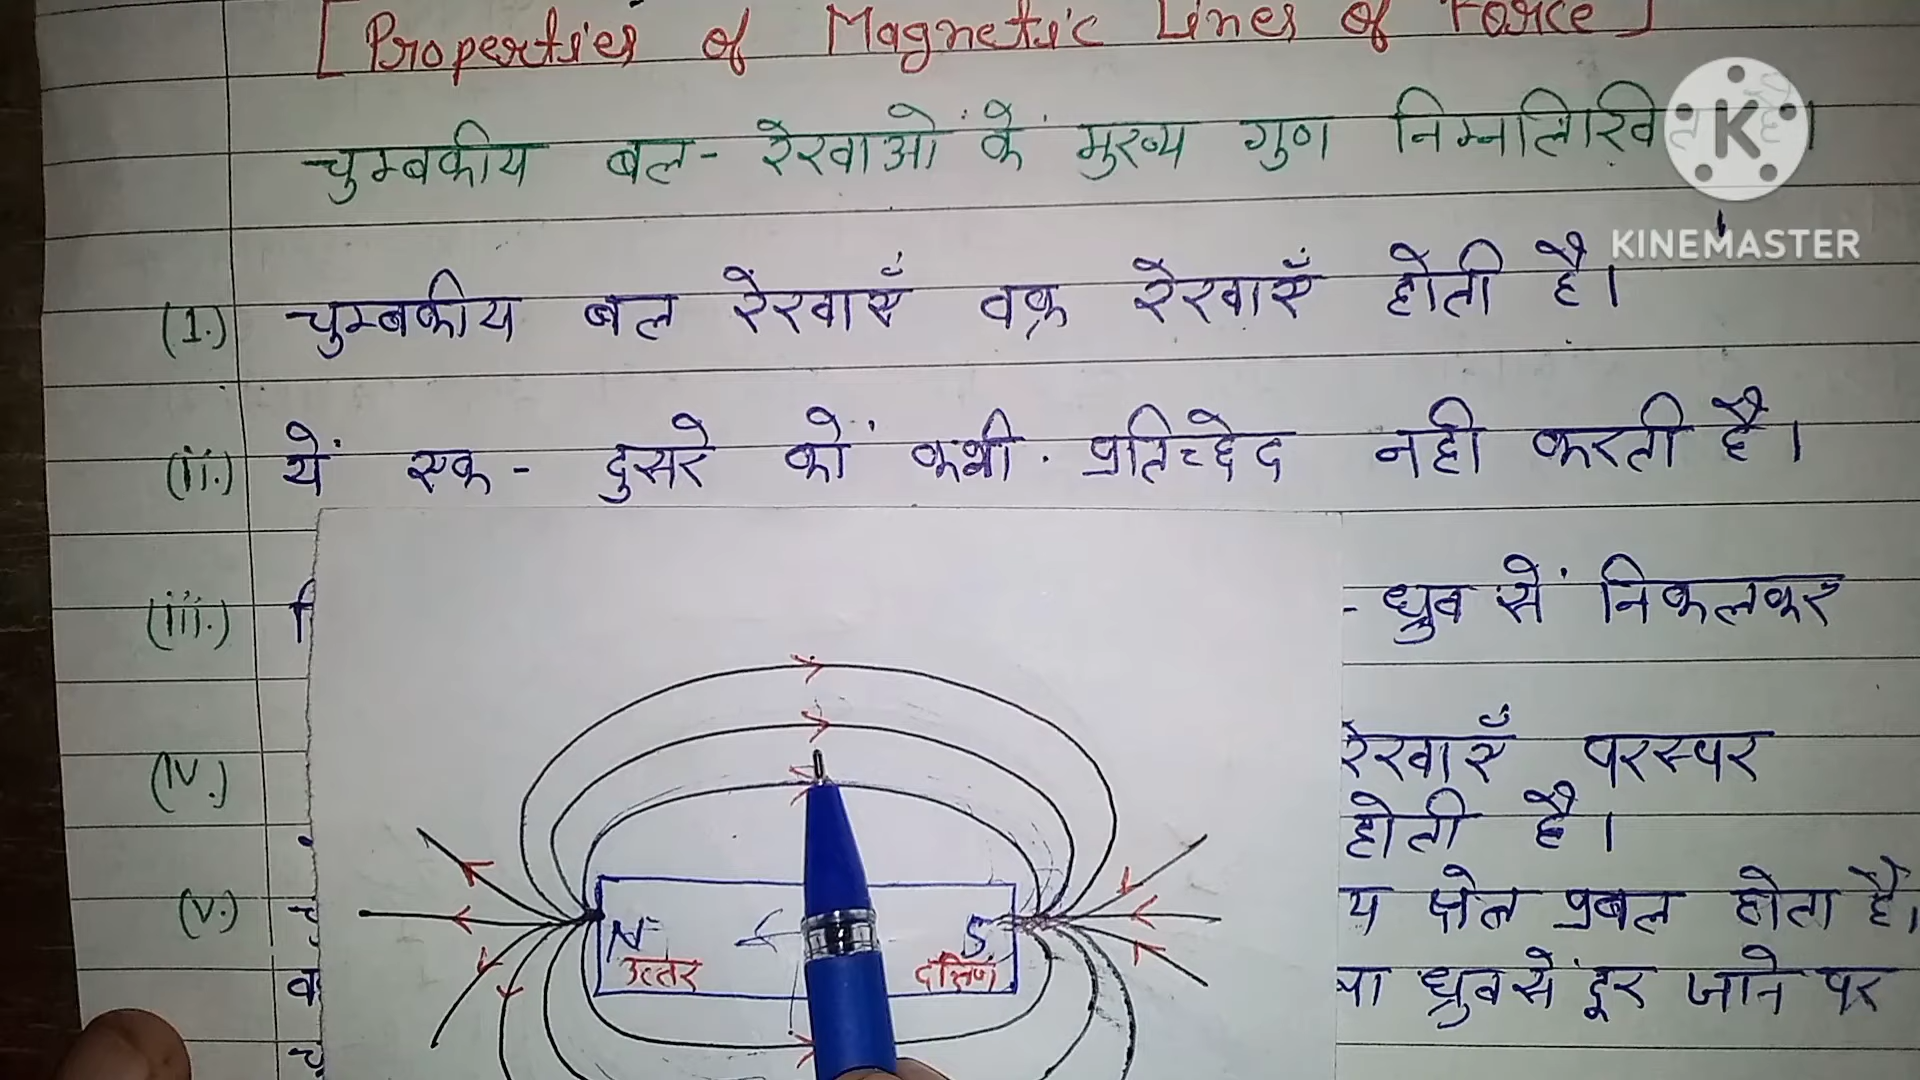 [Properties of Magnetic Lines of Force]
चुम्बकीय बल - रेखाओं के मुख्य गुण निम्नलिखित है।
K
KINEMASTER
(1.) चुम्बकीय बल रेखाएँ वक्र रेखाएँ होती है।
(ii.) यें एक - दुसरे कों कभी प्रतिच्छेद नही करती है।
(iii.) - ध्रुव सें निकलकर
(iv.) रेखाएँ परस्पर
होती है।
(v.) य क्षेत्र प्रबल होता है।
ध्रुव सें दूर जाने पर
N S
उत्तर दक्षिण